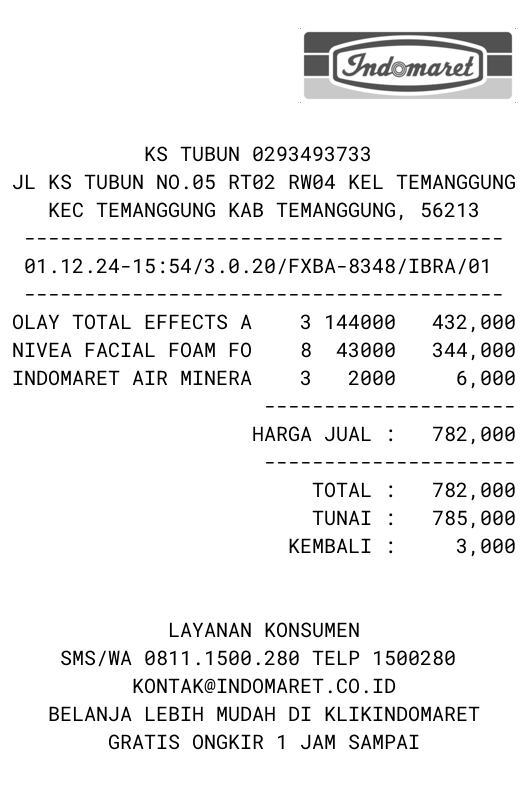 Indomaret
KS TUBUN 0293493733
JL KS TUBUN NO.05 RT02 RW04 KEL TEMANGGUNG
KEC TEMANGGUNG KAB TEMANGGUNG, 56213
----------------------------------------
01.12.24-15:54/3.0.20/FXBA-8348/IBRA/01
----------------------------------------
OLAY TOTAL EFFECTS A 3 144000 432,000
NIVEA FACIAL FOAM FO 8 43000 344,000
INDOMARET AIR MINERA 3 2000 6,000
---------------------
HARGA JUAL : 782,000
---------------------
TOTAL : 782,000
TUNAI : 785,000
KEMBALI : 3,000
LAYANAN KONSUMEN
SMS/WA 0811.1500.280 TELP 1500280
KONTAK@INDOMARET.CO.ID
BELANJA LEBIH MUDAH DI KLIKINDOMARET
GRATIS ONGKIR 1 JAM SAMPAI